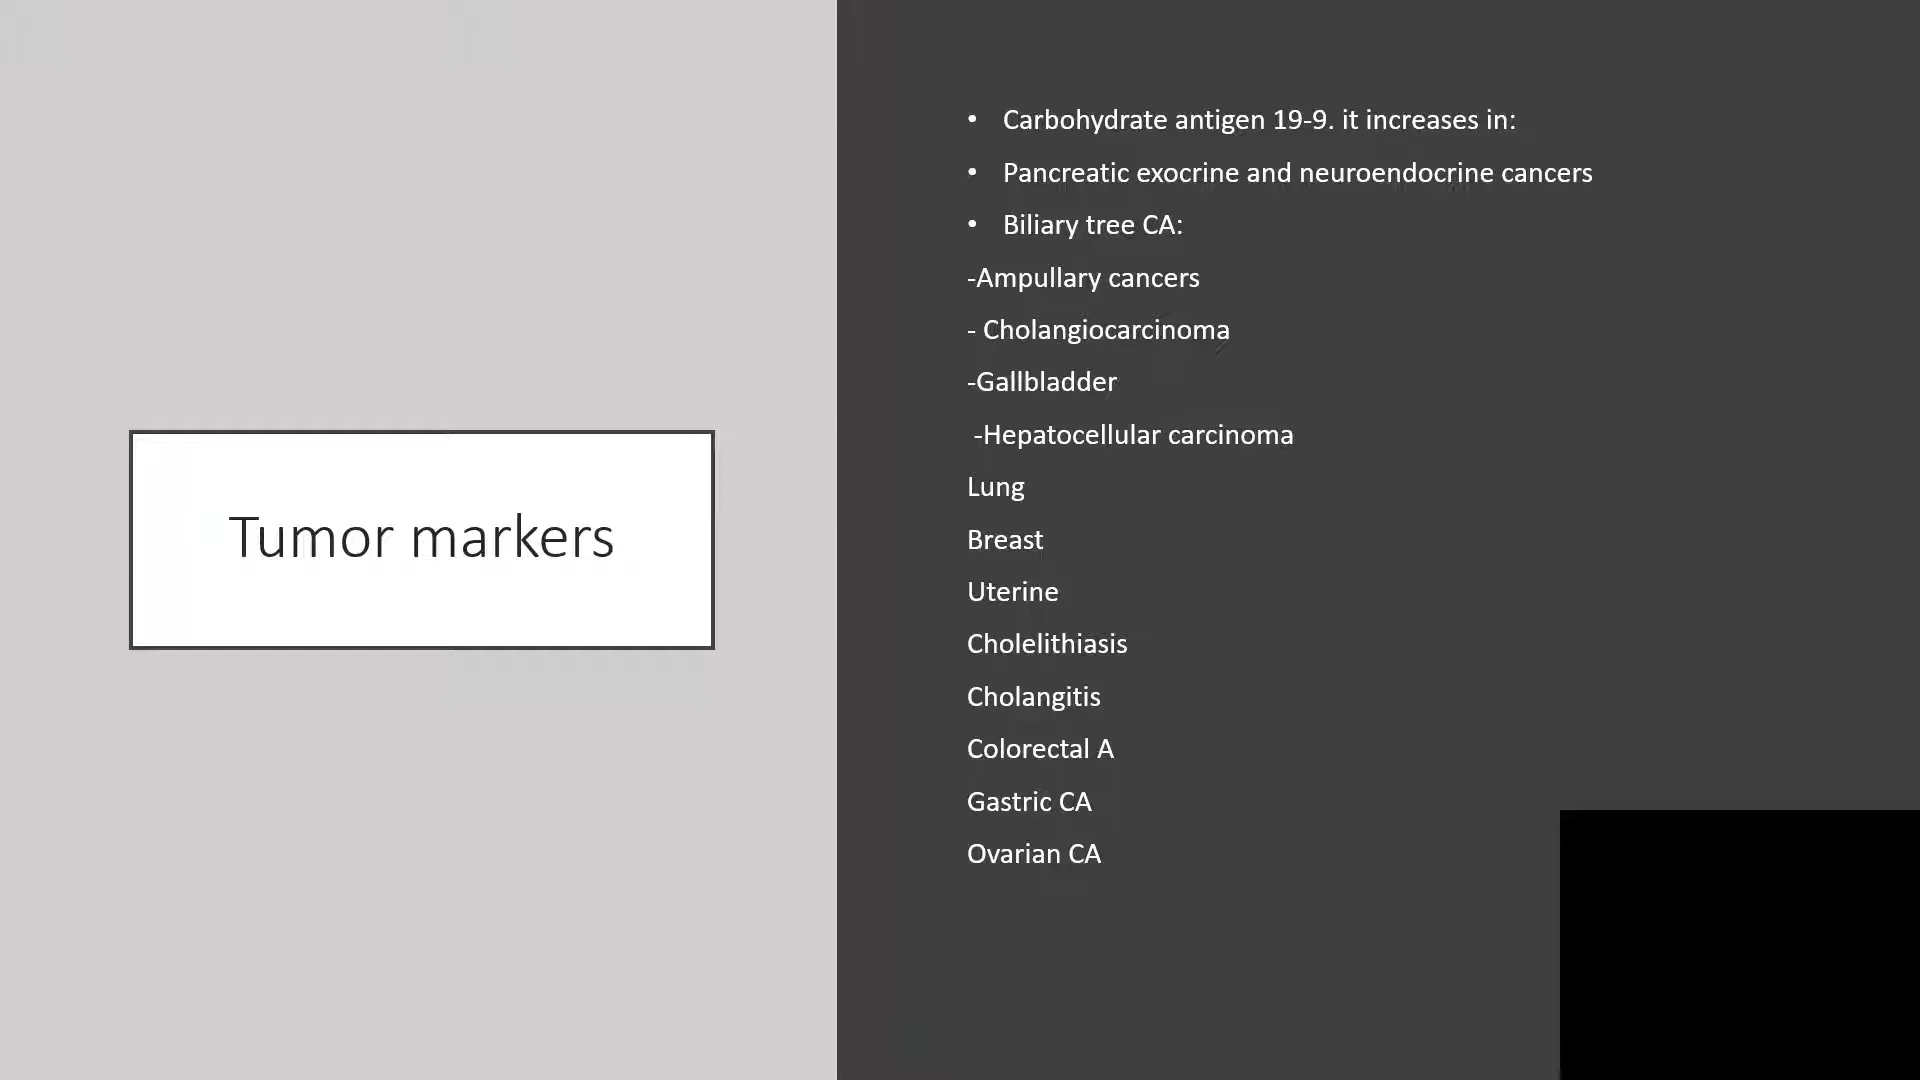 Tumor markers
• Carbohydrate antigen 19-9. it increases in:
• Pancreatic exocrine and neuroendocrine cancers
• Biliary tree CA:
-Ampullary cancers
- Cholangiocarcinoma
-Gallbladder
-Hepatocellular carcinoma
Lung
Breast
Uterine
Cholelithiasis
Cholangitis
Colorectal A
Gastric CA
Ovarian CA